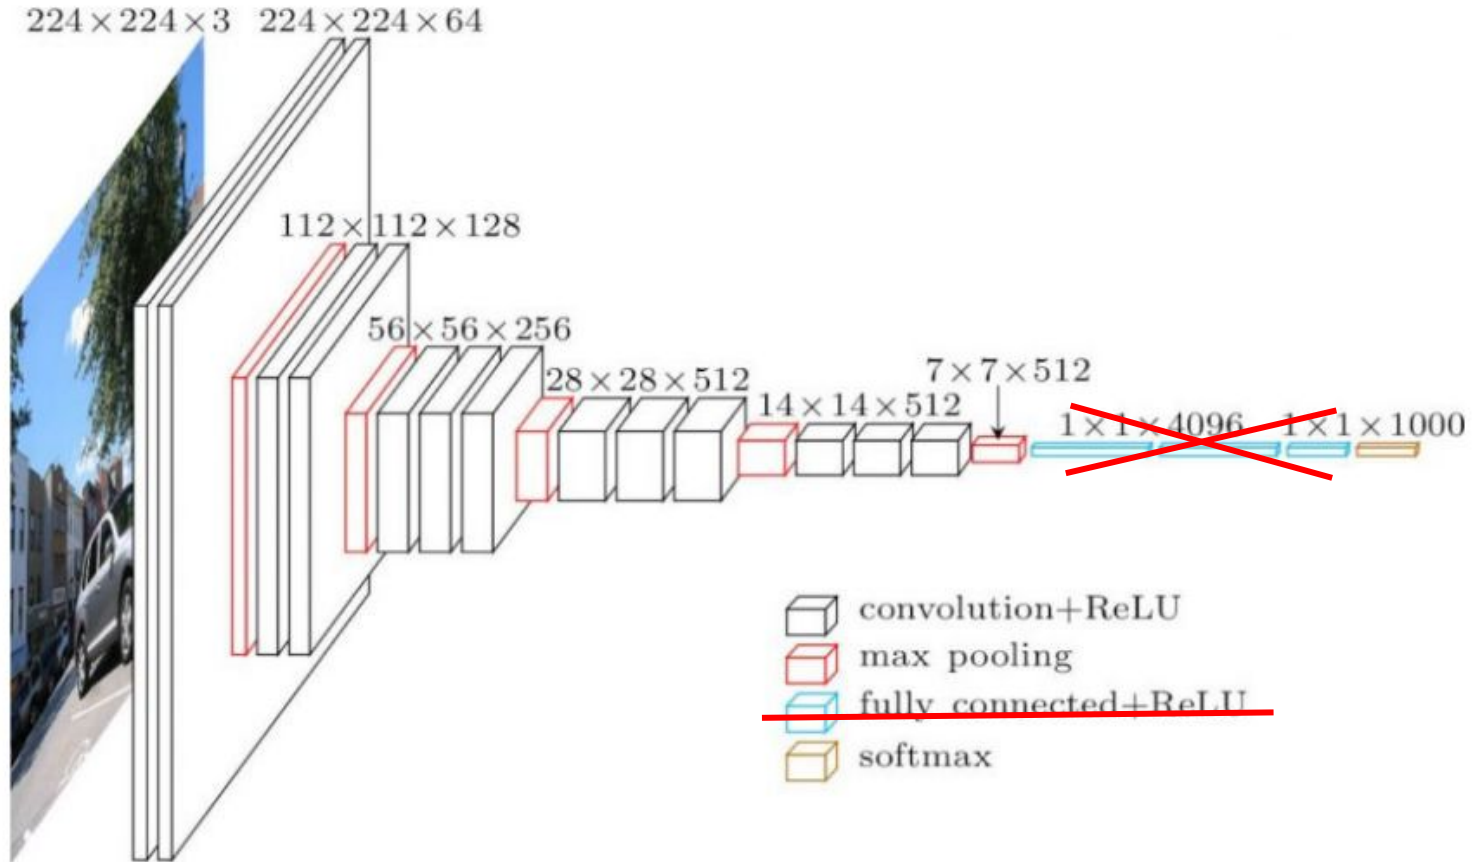 224×224×3
224×224×64
112×112×128
56×56×256
28×28×512
14×14×512
7×7×512
1×1×4096
1×1×1000
convolution+ReLU
max pooling
fully connected+ReLU
softmax